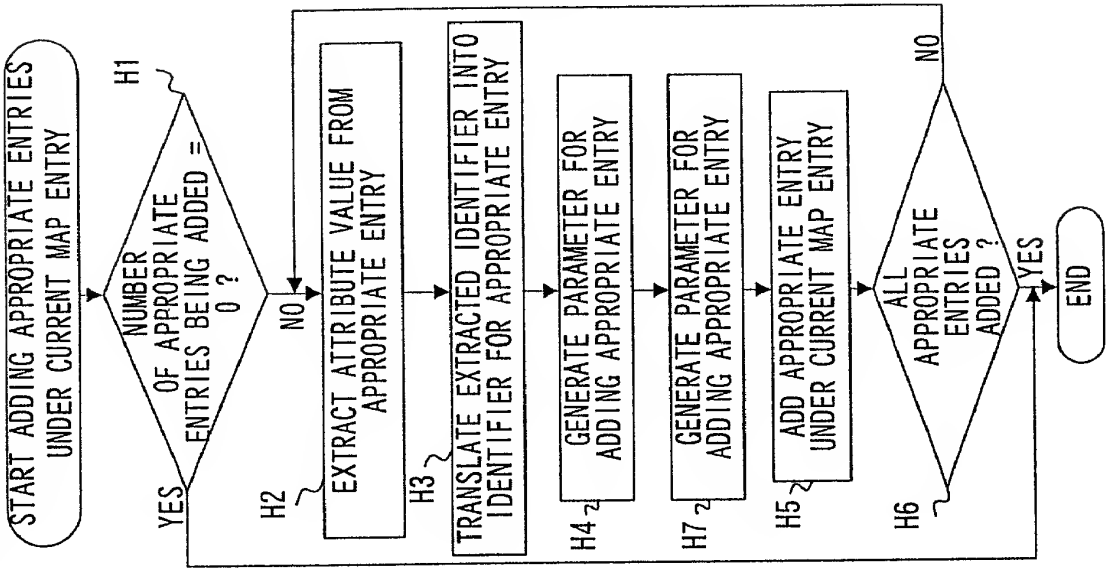 START ADDING APPROPRIATE ENTRIES
UNDER CURRENT MAP ENTRY
H1
NUMBER
OF APPROPRIATE
ENTRIES BEING ADDED =
0 ?
YES
NO
H2
EXTRACT ATTRIBUTE VALUE FROM
APPROPRIATE ENTRY
H3
TRANSLATE EXTRACTED IDENTIFIER INTO
IDENTIFIER FOR APPROPRIATE ENTRY
H4
GENERATE PARAMETER FOR
ADDING APPROPRIATE ENTRY
H7
GENERATE PARAMETER FOR
ADDING APPROPRIATE ENTRY
H5
ADD APPROPRIATE ENTRY
UNDER CURRENT MAP ENTRY
H6
ALL
APPROPRIATE
ENTRIES
ADDED ?
NO
YES
END